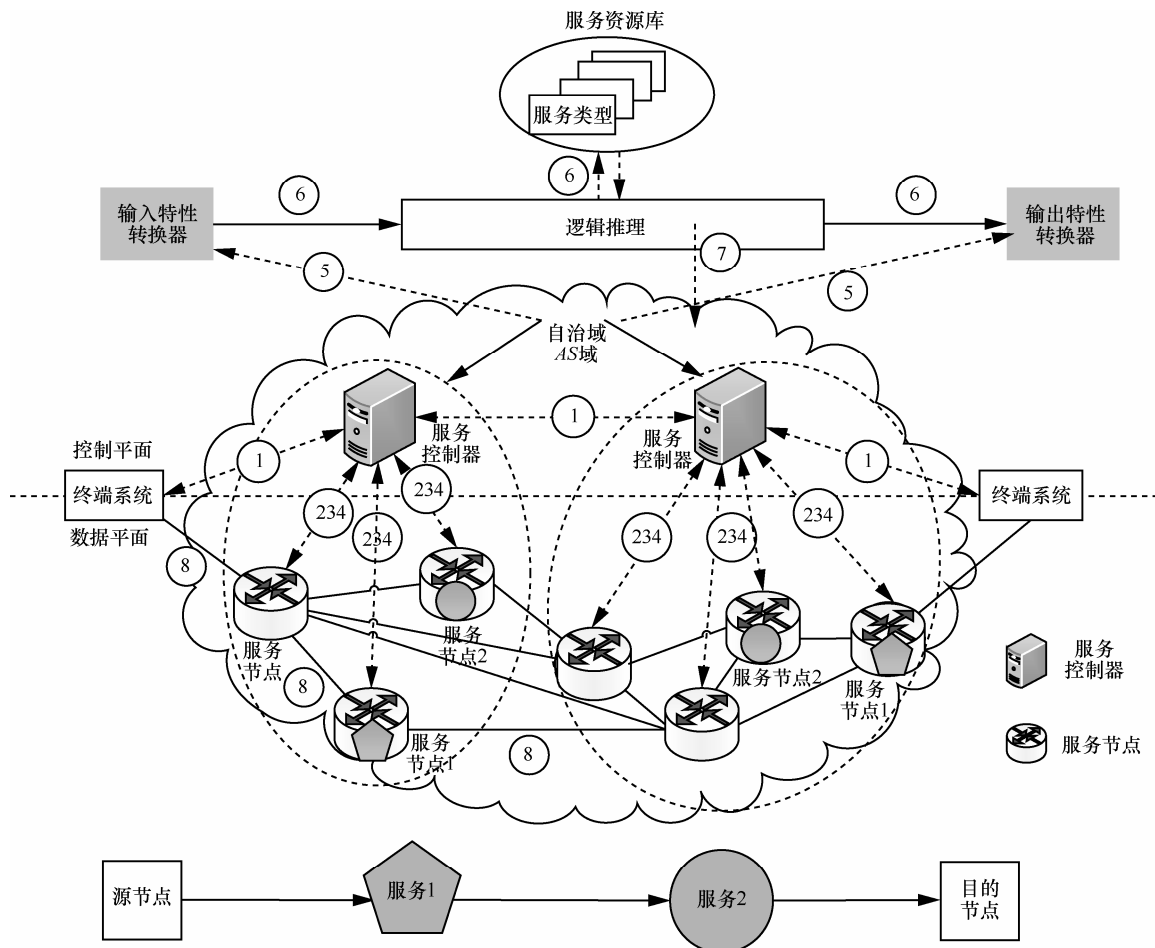 服务资源库
服务类型
6
6
6
输入特性
转换器
逻辑推理
输出特性
转换器
7
5
5
自治域
AS域
1
控制平面
服务
控制器
服务
控制器
1
1
终端系统
234
终端系统
数据平面
234
234
234
234
234
8
服务
节点2
服务
节点
服务节点2
服务
节点1
服务
控制器
8
服务
节点1
8
服务节点
源节点
服务1
服务2
目的
节点